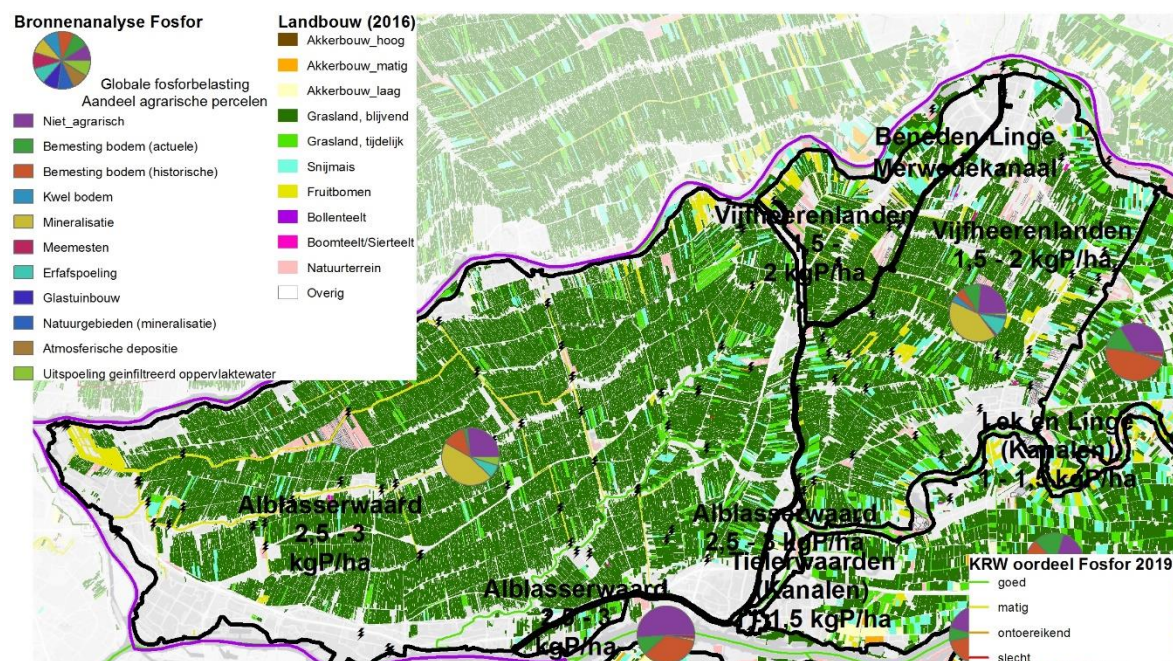 Bronnenanalyse Fosfor
Globale fosforbelasting
Aandeel agrarische percelen
Niet_agrarisch
Bemesting bodem (actuele)
Bemesting bodem (historische)
Kwel bodem
Mineralisatie
Meemesten
Erfafspoeling
Glastuinbouw
Natuurgebieden (mineralisatie)
Atmosferische depositie
Uitspoeling geinfiltreerd oppervlaktewater
Landbouw (2016)
Akkerbouw_hoog
Akkerbouw_matig
Akkerbouw_laag
Grasland, blijvend
Grasland, tijdelijk
Snijmais
Fruitbomen
Bollenteelt
Boomteelt/Sierteelt
Natuurterrein
Overig
Beneden Linge
Merwedekanaal
Vijfheerenlanden
1,5 -
2 kgP/ha
Vijfheerenlanden
1,5 - 2 kgP/ha
Lek en Linge
(Kanalen)
1 - 1,5 kgP/ha
Alblasserwaard
2,5 - 3
kgP/ha
Alblasserwaard
2,5 - 3 kgP/ha
Tielerwaarden
(Kanalen)
1 - 1,5 kgP/ha
Alblasserwaard
2,5 - 3
kgP/ha
KRW oordeel Fosfor 2019
goed
matig
ontoereikend
slecht